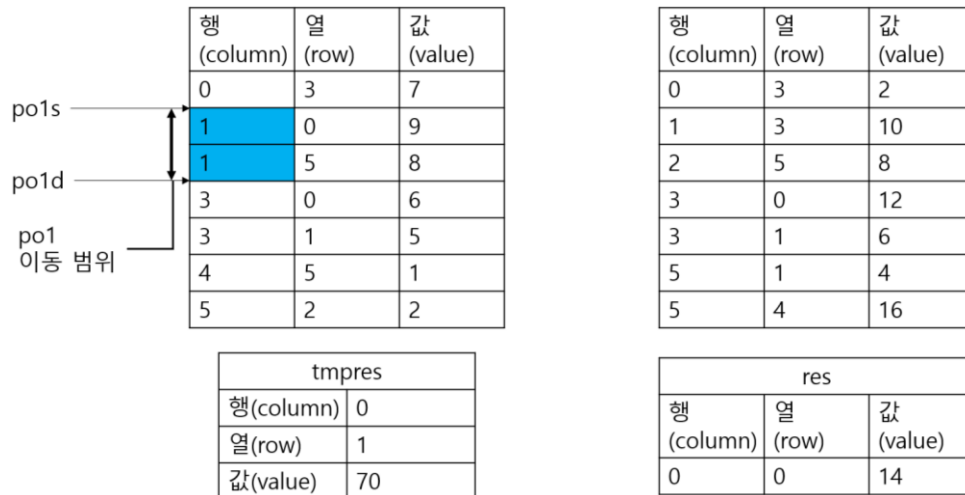 행 열 값
(column) (row) (value)
0 3 7
1 0 9
1 5 8
3 0 6
3 1 5
4 5 1
5 2 2
po1s
po1d
po1
이동 범위
행 열 값
(column) (row) (value)
0 3 2
1 3 10
2 5 8
3 0 12
3 1 6
5 1 4
5 4 16
tmpres
행(column) 0
열(row) 1
값(value) 70
res
행 열 값
(column) (row) (value)
0 0 14